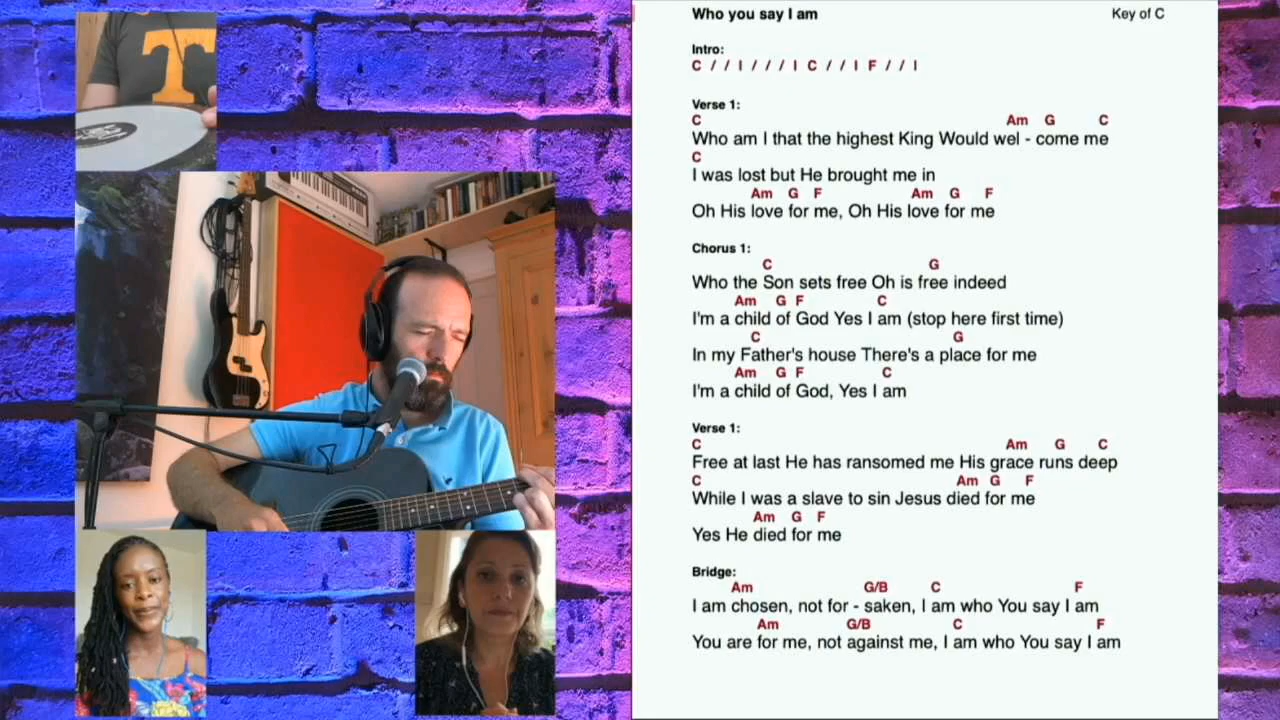 T
Who you say I am Key of C
Intro:
C / / I / / / I C / / I F / / I
Verse 1:
C Am G C
Who am I that the highest King Would wel - come me
C
I was lost but He brought me in
Am G F Am G F
Oh His love for me, Oh His love for me
Chorus 1:
C G
Who the Son sets free Oh is free indeed
Am G F C
I'm a child of God Yes I am (stop here first time)
C G
In my Father's house There's a place for me
Am G F C
I'm a child of God, Yes I am
Verse 1:
C Am G C
Free at last He has ransomed me His grace runs deep
C Am G F
While I was a slave to sin Jesus died for me
Am G F
Yes He died for me
Bridge:
Am G/B C F
I am chosen, not for - saken, I am who You say I am
Am G/B C F
You are for me, not against me, I am who You say I am